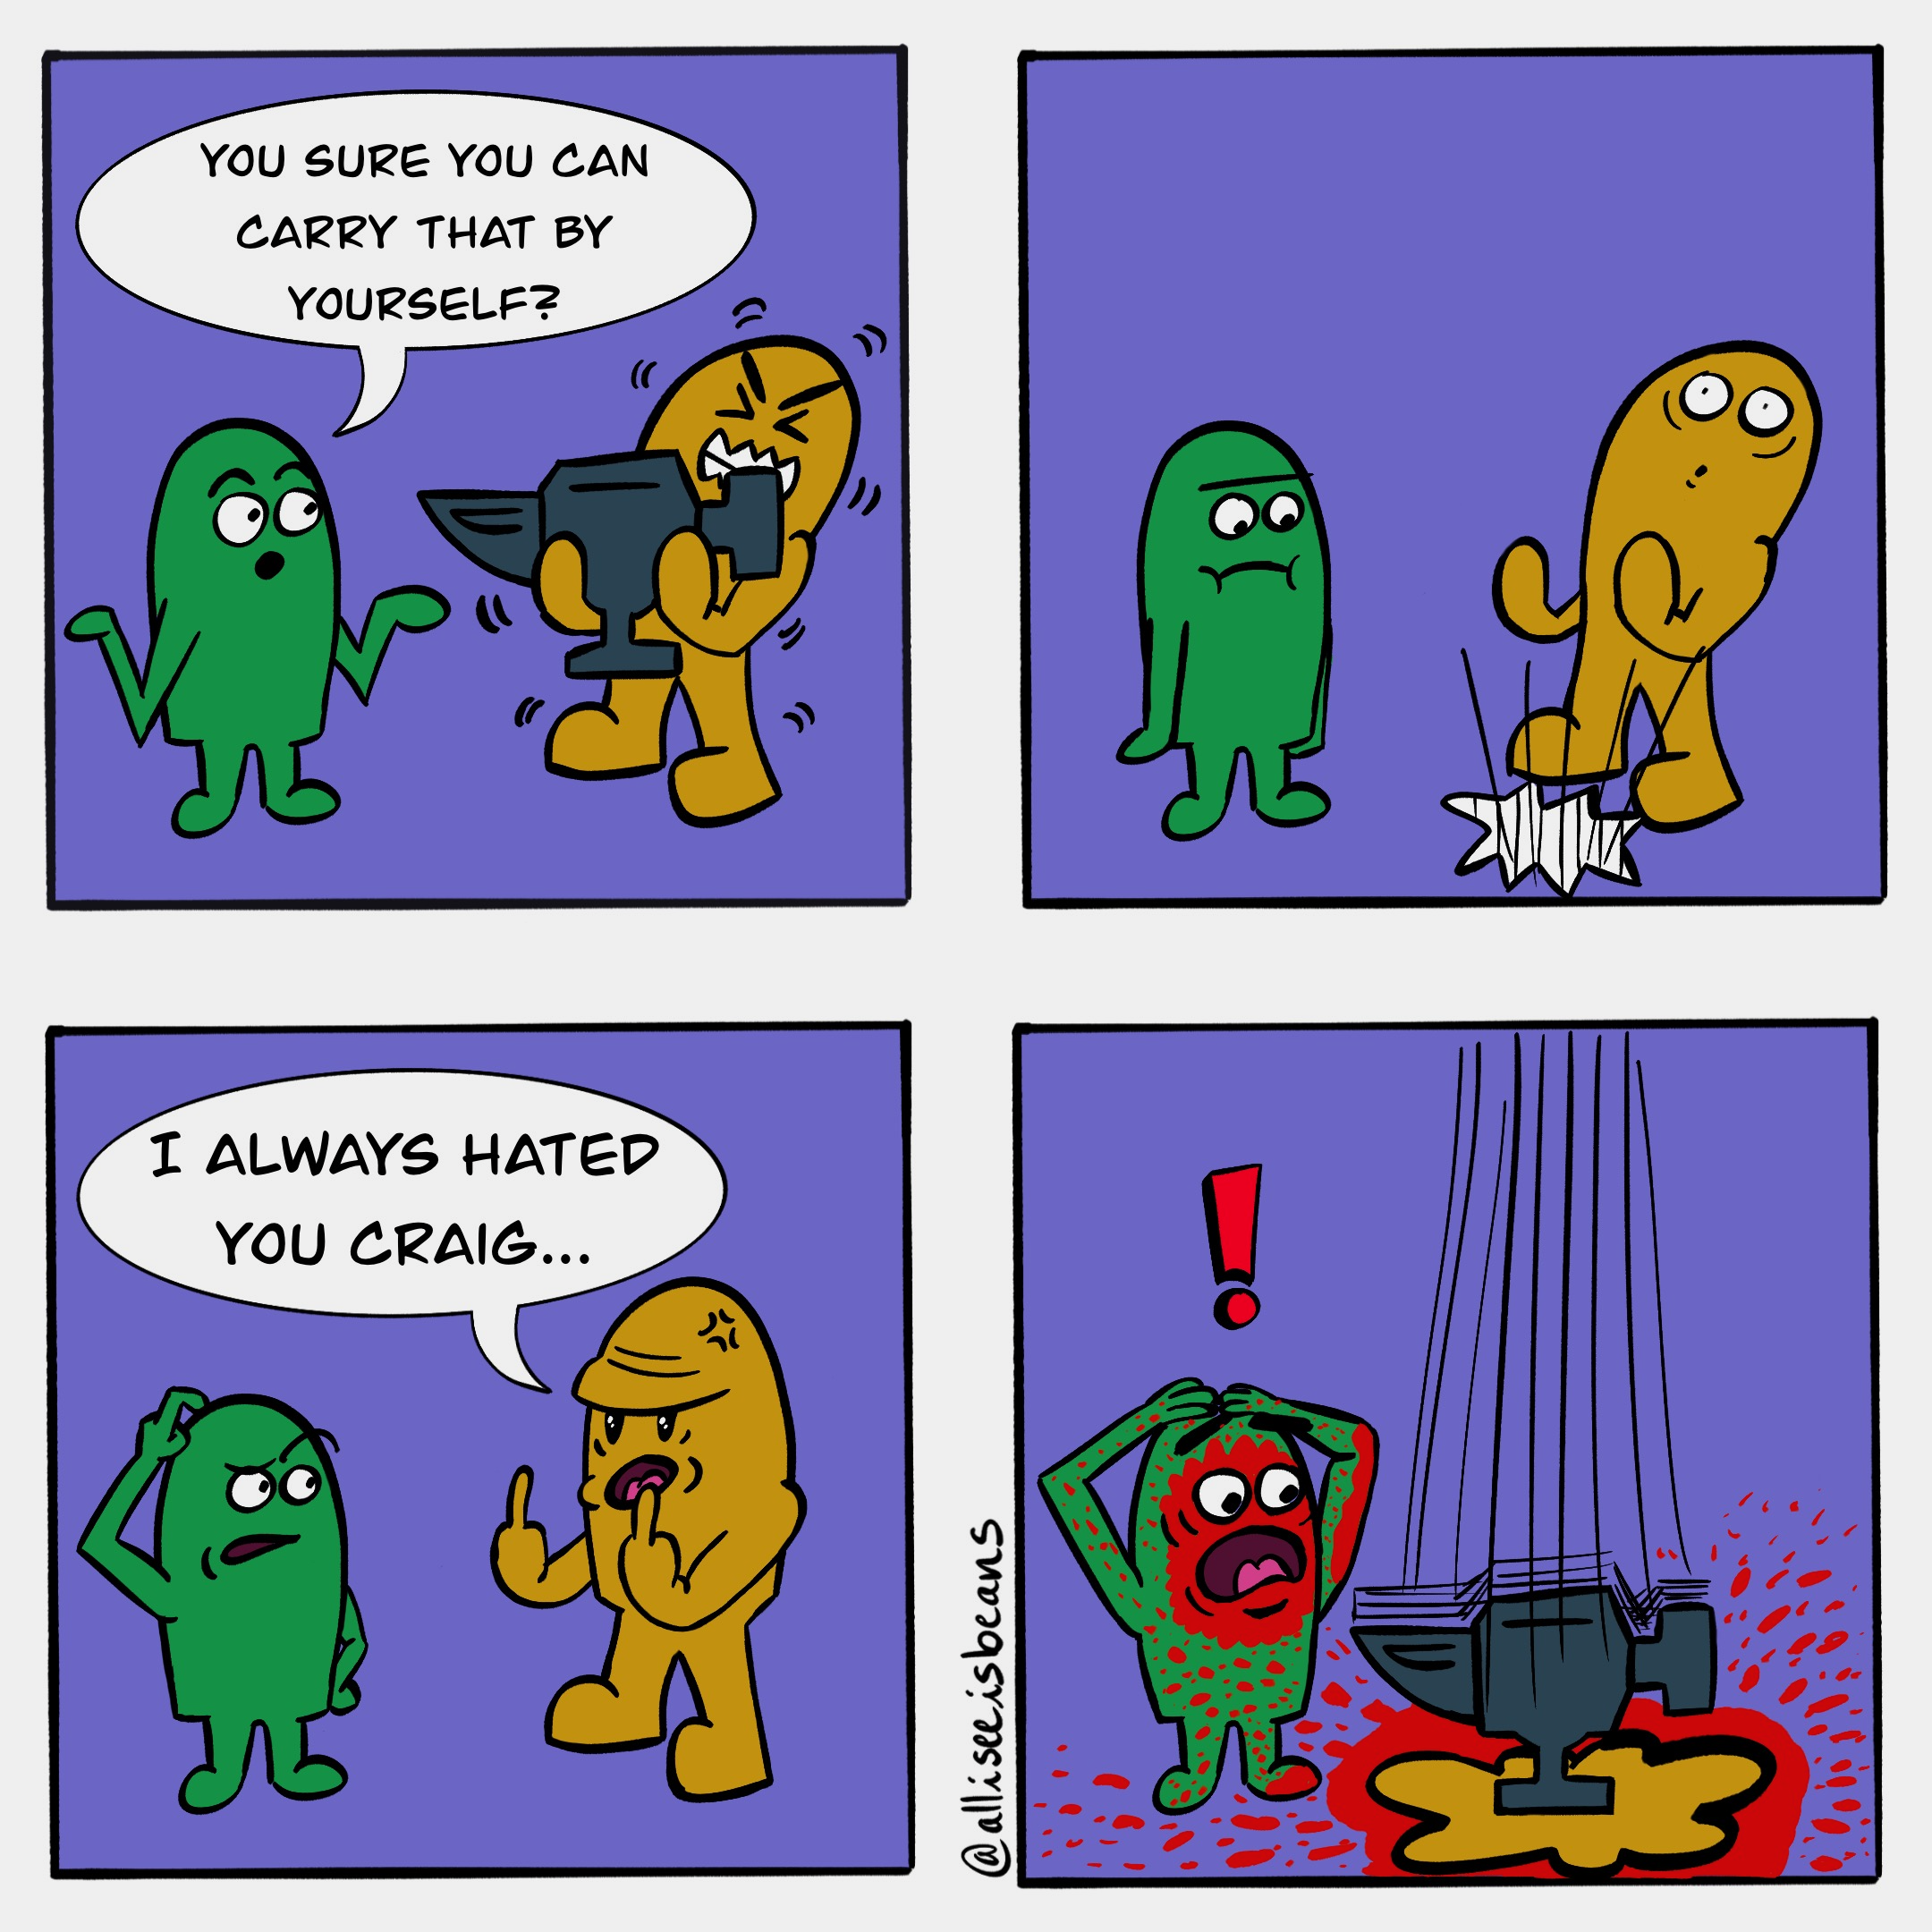 YOU SURE YOU CAN
CARRY THAT BY
YOURSELF?
I ALWAYS HATED
YOU CRAIG...
!
@alliseeisbeans